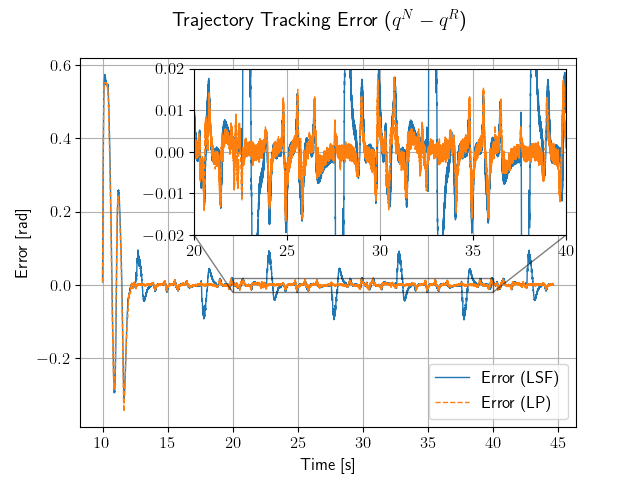 Trajectory Tracking Error (q^N − q^R)
0.6
0.4
0.2
0.0
−0.2
Error [rad]
0.02
0.01
0.00
−0.01
−0.02
20 25 30 35 40
Error (LSF)
Error (LP)
10 15 20 25 30 35 40 45
Time [s]